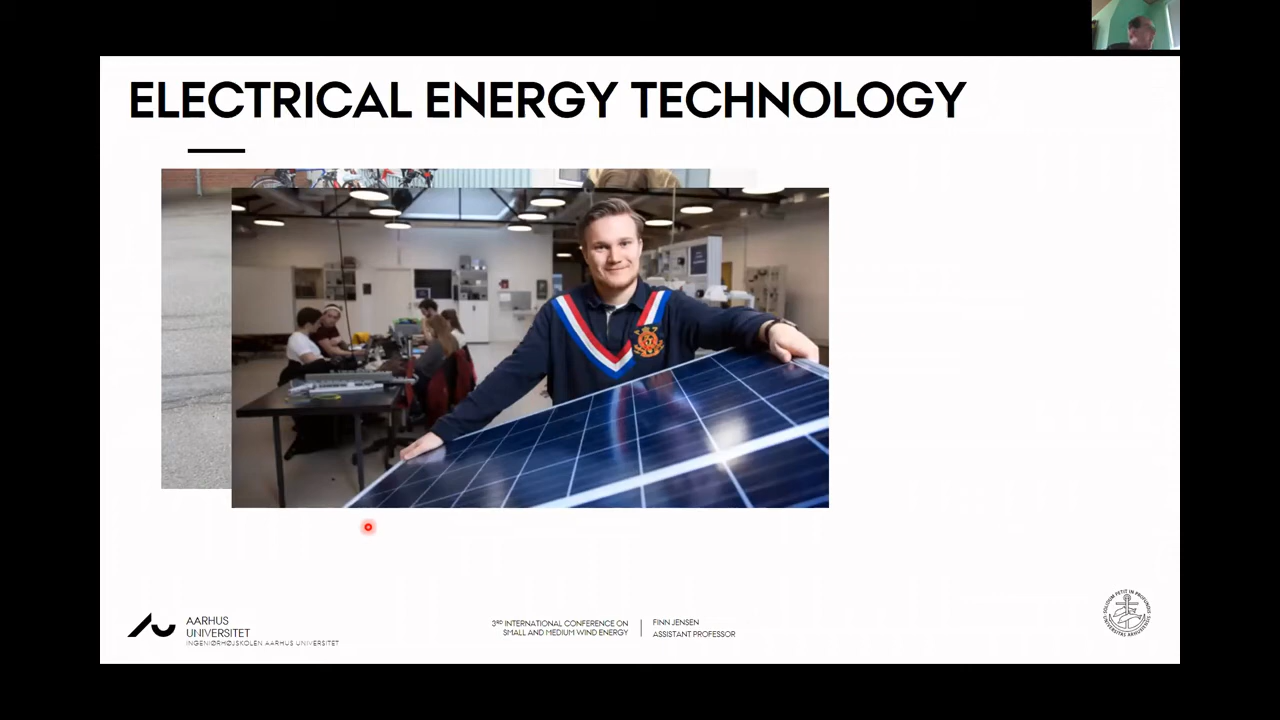 ELECTRICAL ENERGY TECHNOLOGY
AARHUS
UNIVERSITET
INGENIØRHØJSKOLEN AARHUS UNIVERSITET
3RD INTERNATIONAL CONFERENCE ON
SMALL AND MEDIUM WIND ENERGY
FINN JENSEN
ASSISTANT PROFESSOR